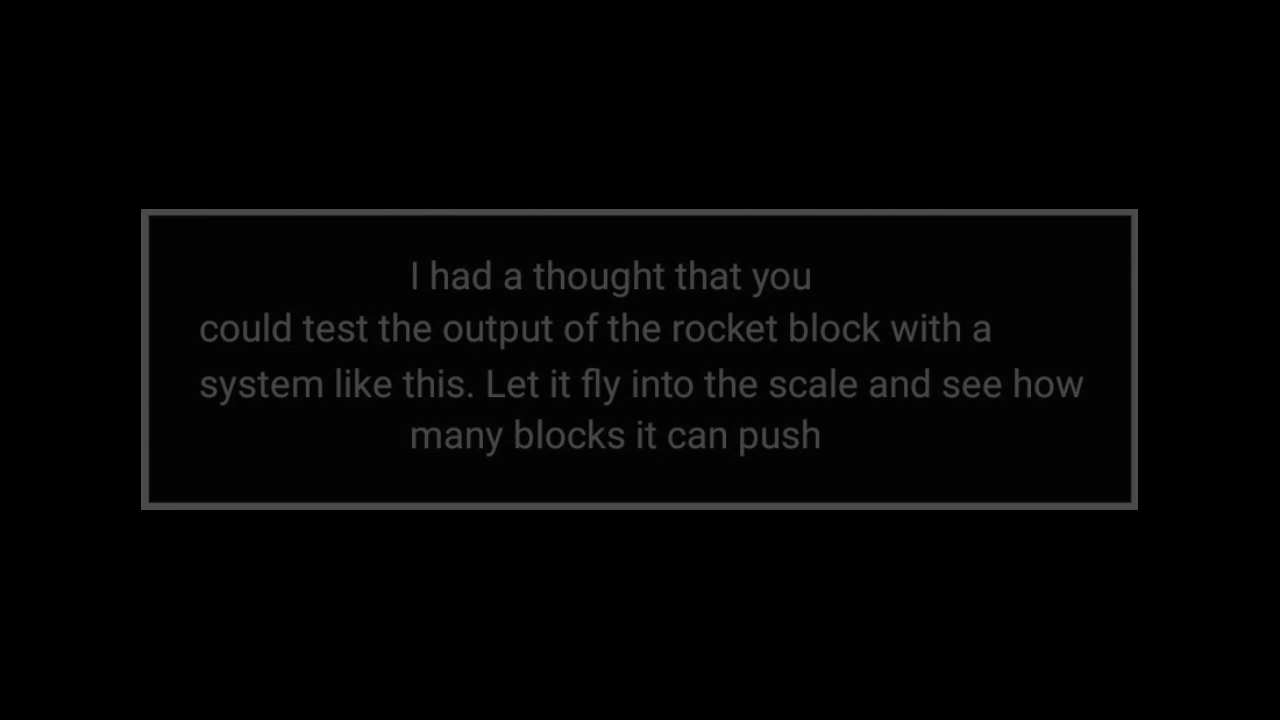 I had a thought that you
could test the output of the rocket block with a
system like this. Let it fly into the scale and see how
many blocks it can push